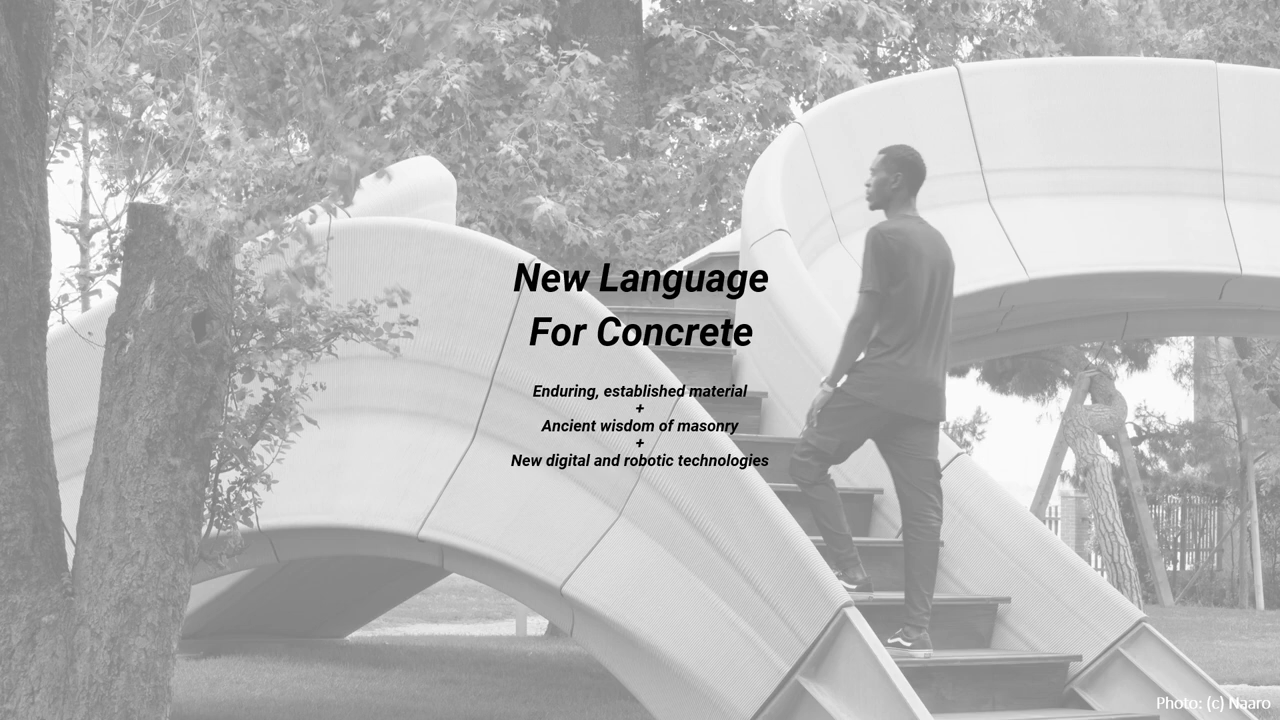 New Language
For Concrete
Enduring, established material
+
Ancient wisdom of masonry
+
New digital and robotic technologies
Photo: (c) Naaro